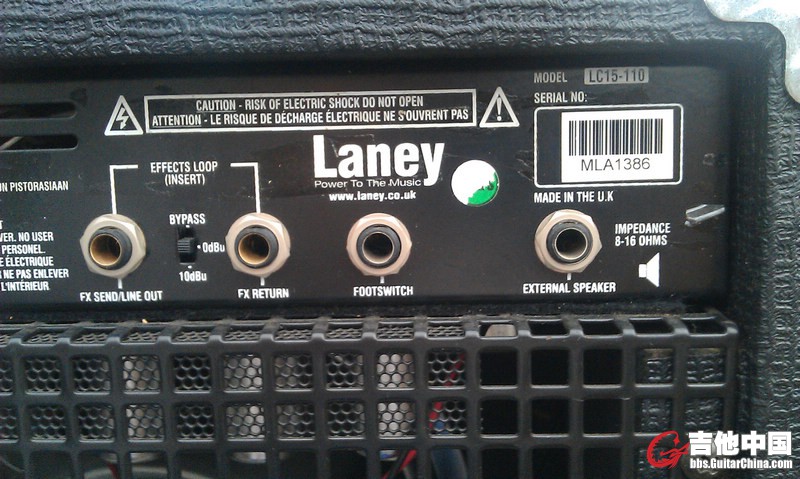 MODEL LC15-110
SERIAL NO:
MLA1386
MADE IN THE U.K
CAUTION - RISK OF ELECTRIC SHOCK DO NOT OPEN
ATTENTION - LE RISQUE DE DÉCHARGE ÉLECTRIQUE NE S'OUVRENT PAS
Laney
Power To The Music
www.laney.co.uk
EFFECTS LOOP
(INSERT)
N PISTORASIAAN
VER. NO USER
PERSONEL.
E ÉLECTRIQUE
R NE PAS ENLEVER
L'INTÉRIEUR
BYPASS
0dBu
10dBu
FX SEND/LINE OUT
FX RETURN
FOOTSWITCH
EXTERNAL SPEAKER
IMPEDANCE
8-16 OHMS
吉他中国
bbs.GuitarChina.com